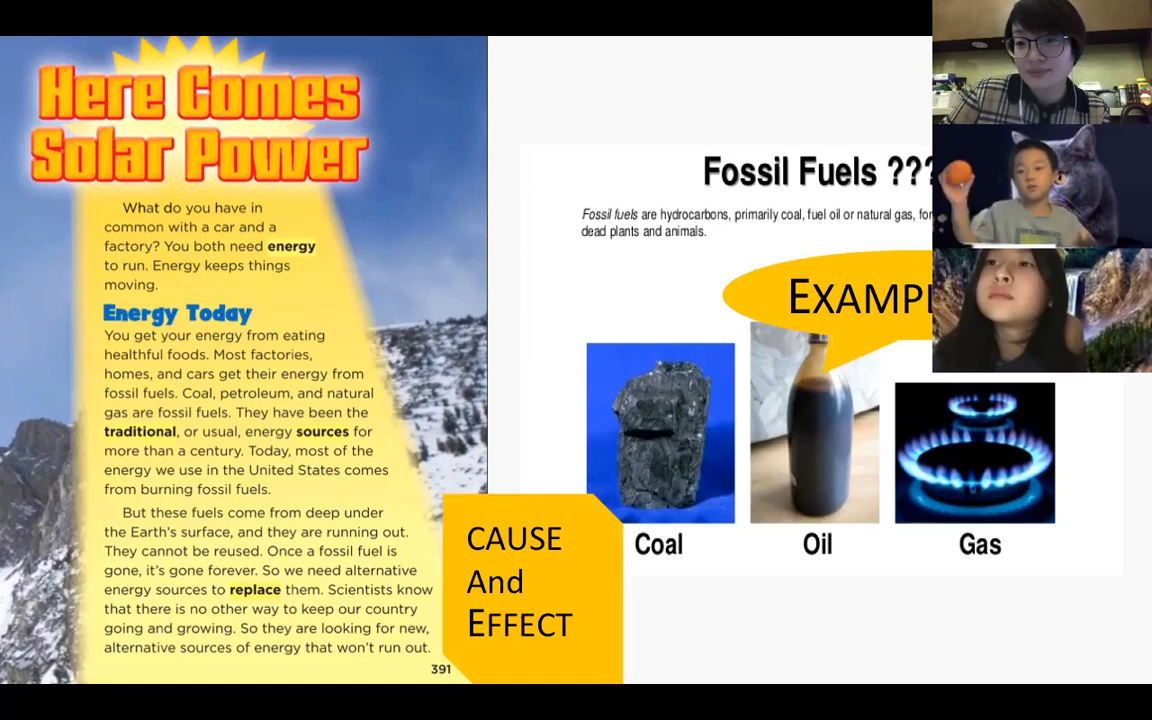 Here Comes
Solar Power
What do you have in
common with a car and a
factory? You both need energy
to run. Energy keeps things
moving.
Energy Today
You get your energy from eating
healthful foods. Most factories,
homes, and cars get their energy from
fossil fuels. Coal, petroleum, and natural
gas are fossil fuels. They have been the
traditional, or usual, energy sources for
more than a century. Today, most of the
energy we use in the United States comes
from burning fossil fuels.
But these fuels come from deep under
the Earth's surface, and they are running out.
They cannot be reused. Once a fossil fuel is
gone, it's gone forever. So we need alternative
energy sources to replace them. Scientists know
that there is no other way to keep our country
going and growing. So they are looking for new,
alternative sources of energy that won't run out.
391
CAUSE
And
EFFECT
Fossil Fuels ???
Fossil fuels are hydrocarbons, primarily coal, fuel oil or natural gas,
dead plants and animals.
Coal
Oil
Gas